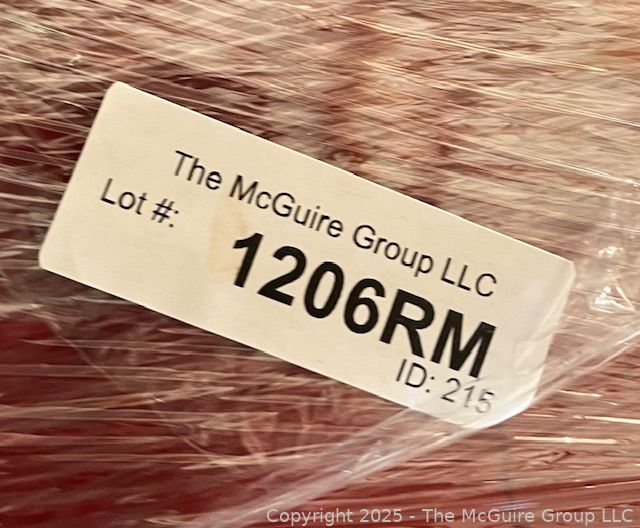 The McGuire Group LLC
Lot #:
1206RM
ID: 215
Copyright 2025 - The McGuire Group LLC